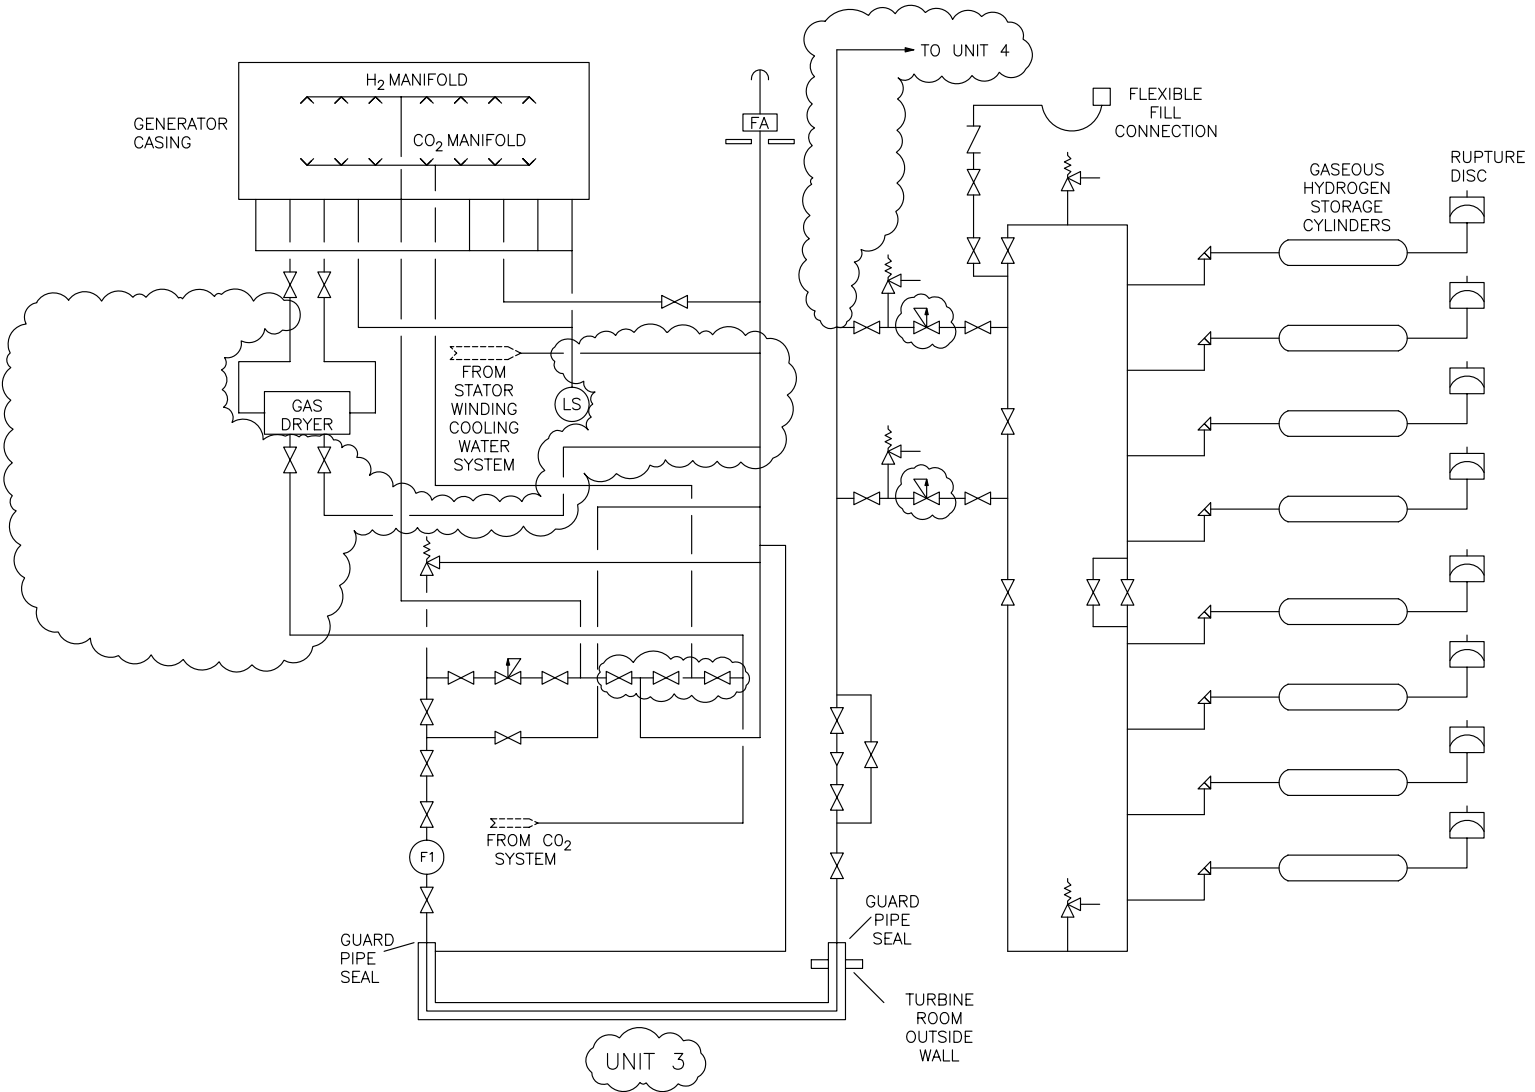 TO UNIT 4
H2 MANIFOLD
GENERATOR
CASING
CO2 MANIFOLD
FA
FLEXIBLE
FILL
CONNECTION
GASEOUS
HYDROGEN
STORAGE
CYLINDERS
RUPTURE
DISC
FROM
STATOR
WINDING
COOLING
WATER
SYSTEM
LS
GAS
DRYER
FROM CO2
SYSTEM
F1
GUARD
PIPE
SEAL
GUARD
PIPE
SEAL
TURBINE
ROOM
OUTSIDE
WALL
UNIT 3